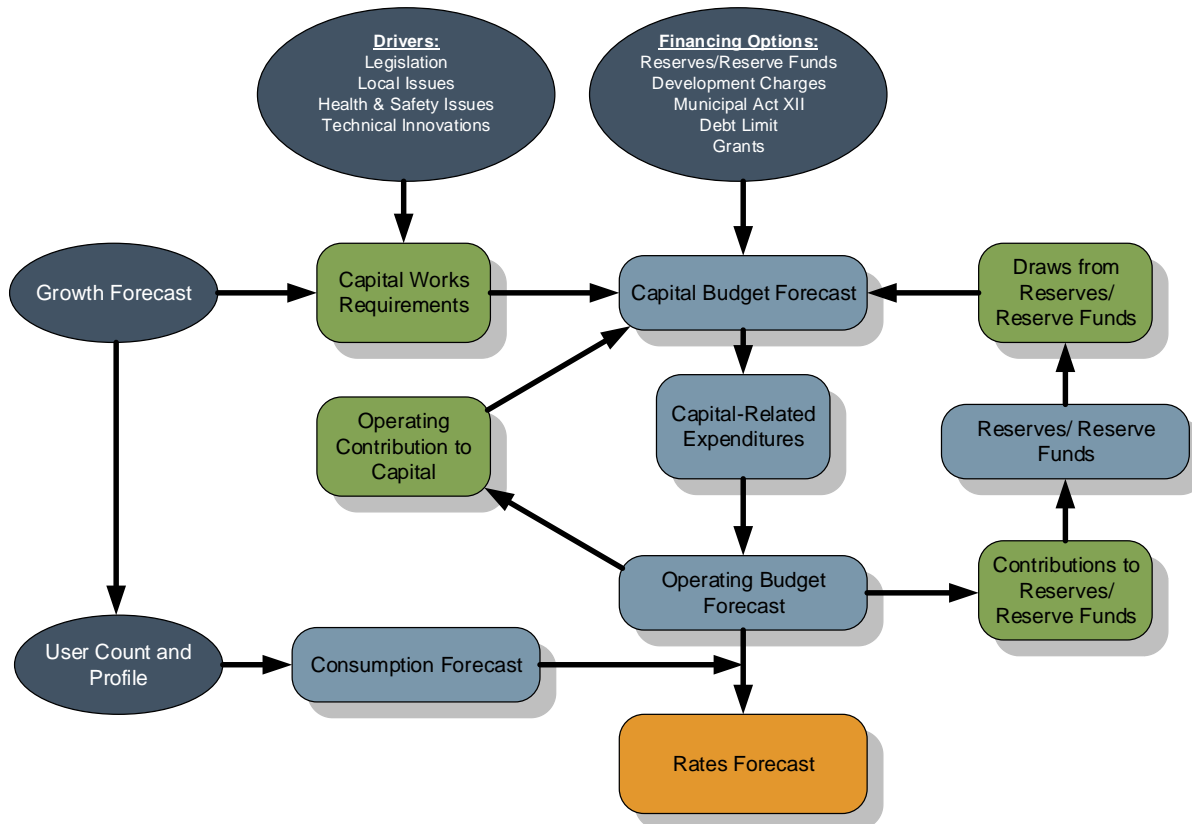 Drivers:
Legislation
Local Issues
Health & Safety Issues
Technical Innovations
Financing Options:
Reserves/Reserve Funds
Development Charges
Municipal Act XII
Debt Limit
Grants
Growth Forecast
Capital Works
Requirements
Capital Budget Forecast
Draws from
Reserves/
Reserve Funds
Operating
Contribution to
Capital
Capital-Related
Expenditures
Reserves/ Reserve
Funds
Operating Budget
Forecast
Contributions to
Reserves/
Reserve Funds
User Count and
Profile
Consumption Forecast
Rates Forecast